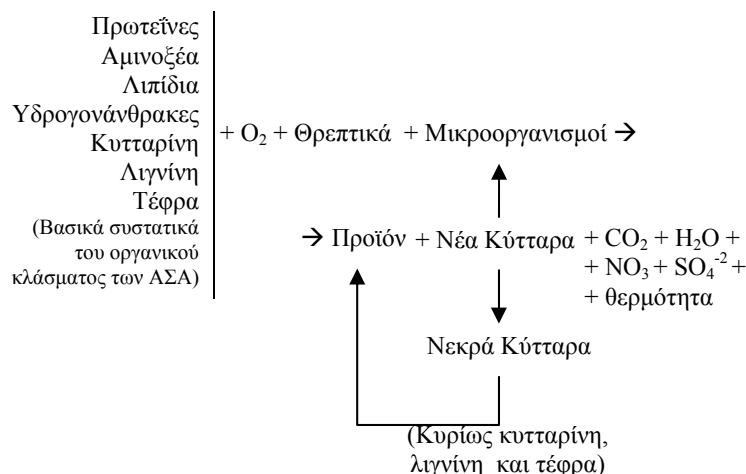 Πρωτεΐνες
Αμινοξέα
Λιπίδια
Υδρογονάνθρακες
Κυτταρίνη
Λιγνίνη
Τέφρα
(Βασικά συστατικά
του οργανικού
κλάσματος των ΑΣΑ)
+ O₂ + Θρεπτικά + Μικροοργανισμοί →
→ Προϊόν + Νέα Κύτταρα + CO₂ + H₂O +
+ NO₃ + SO₄⁻² +
+ θερμότητα
Νεκρά Κύτταρα
(Κυρίως κυτταρίνη,
λιγνίνη και τέφρα)